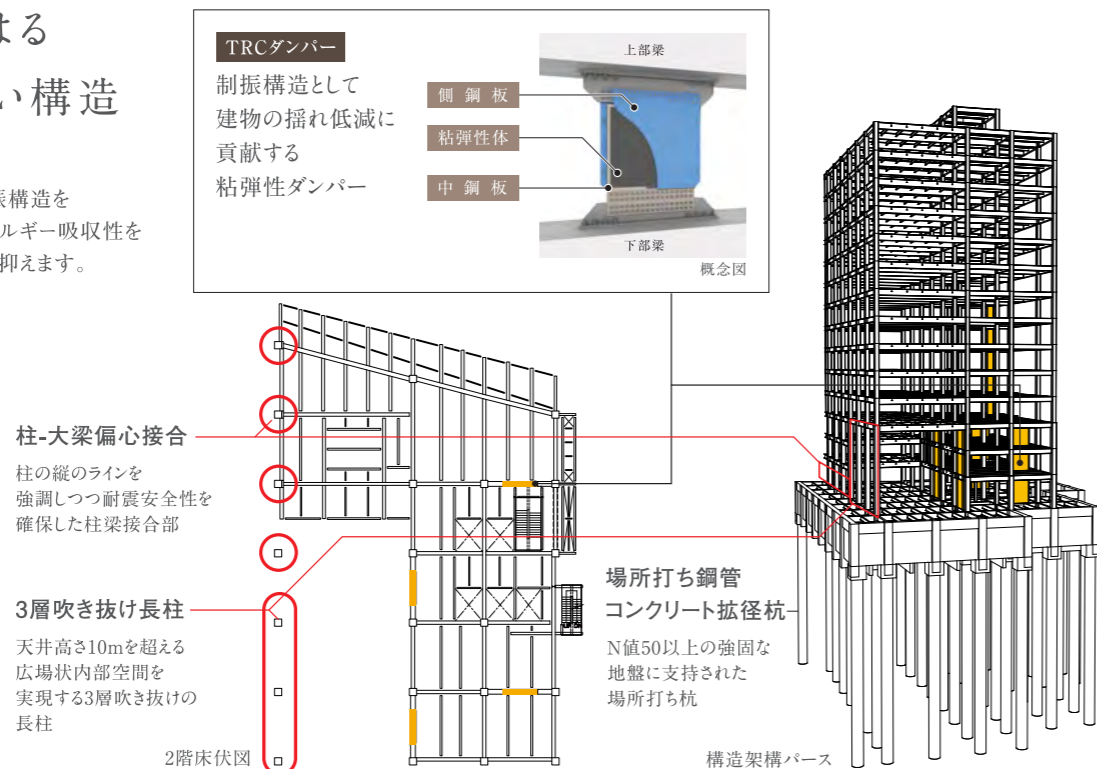 よる
い構造
振構造を
ルギー吸収性を
抑えます。
TRCダンパー
制振構造として
建物の揺れ低減に
貢献する
粘弾性ダンパー
上部梁
側鋼板
粘弾性体
中鋼板
下部梁
概念図
柱-大梁偏心接合
柱の縦のラインを
強調しつつ耐震安全性を
確保した柱梁接合部
3層吹き抜け長柱
天井高さ10mを超える
広場状内部空間を
実現する3層吹き抜けの
長柱
2階床伏図
場所打ち鋼管
コンクリート拡径杭
N値50以上の強固な
地盤に支持された
場所打ち杭
構造架構パース